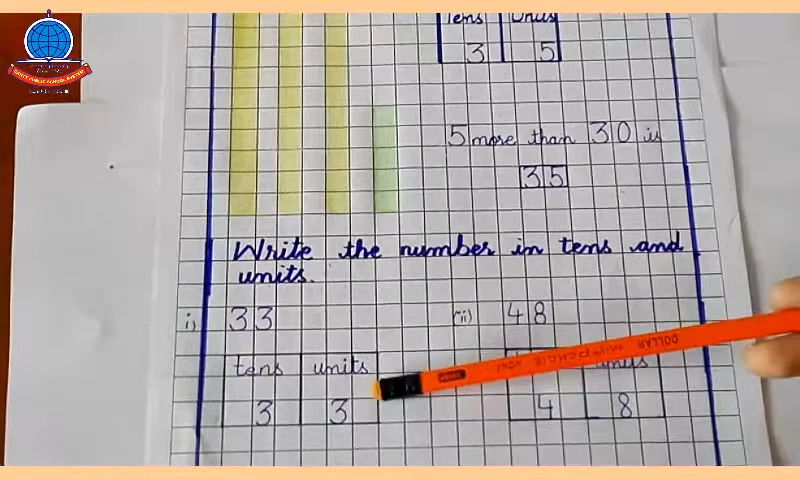 Tens Units
3 5
5 more than 30 is
35
Write the number in tens and
units.
i) 33 (ii) 48
tens units units
3 3 4 8
DOLLAR